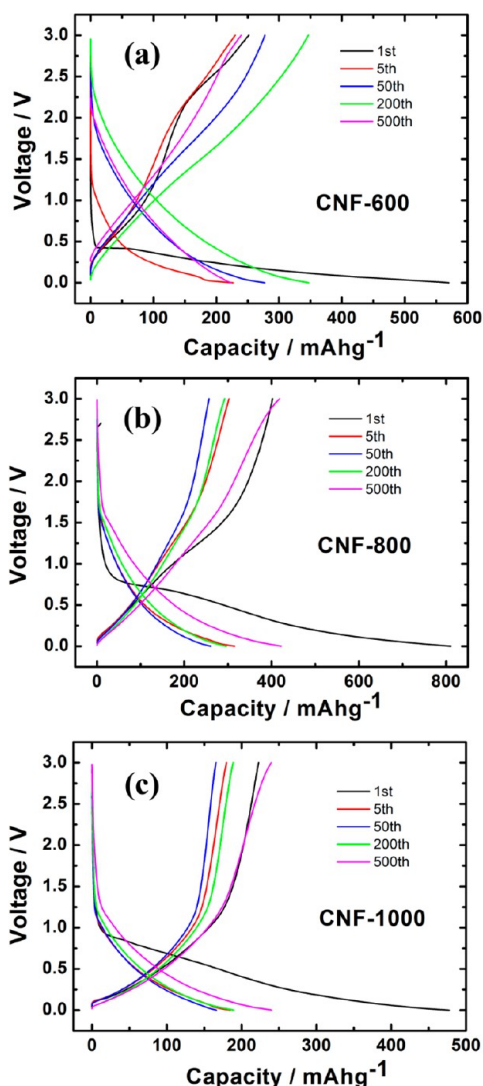 (a)
1st
5th
50th
200th
500th
CNF-600
Voltage / V
3.0
2.5
2.0
1.5
1.0
0.5
0.0
0 100 200 300 400 500 600
Capacity / mAhg-1
(b)
1st
5th
50th
200th
500th
CNF-800
Voltage / V
3.0
2.5
2.0
1.5
1.0
0.5
0.0
0 200 400 600 800
Capacity / mAhg-1
(c)
1st
5th
50th
200th
500th
CNF-1000
Voltage / V
3.0
2.5
2.0
1.5
1.0
0.5
0.0
0 100 200 300 400 500
Capacity / mAhg-1